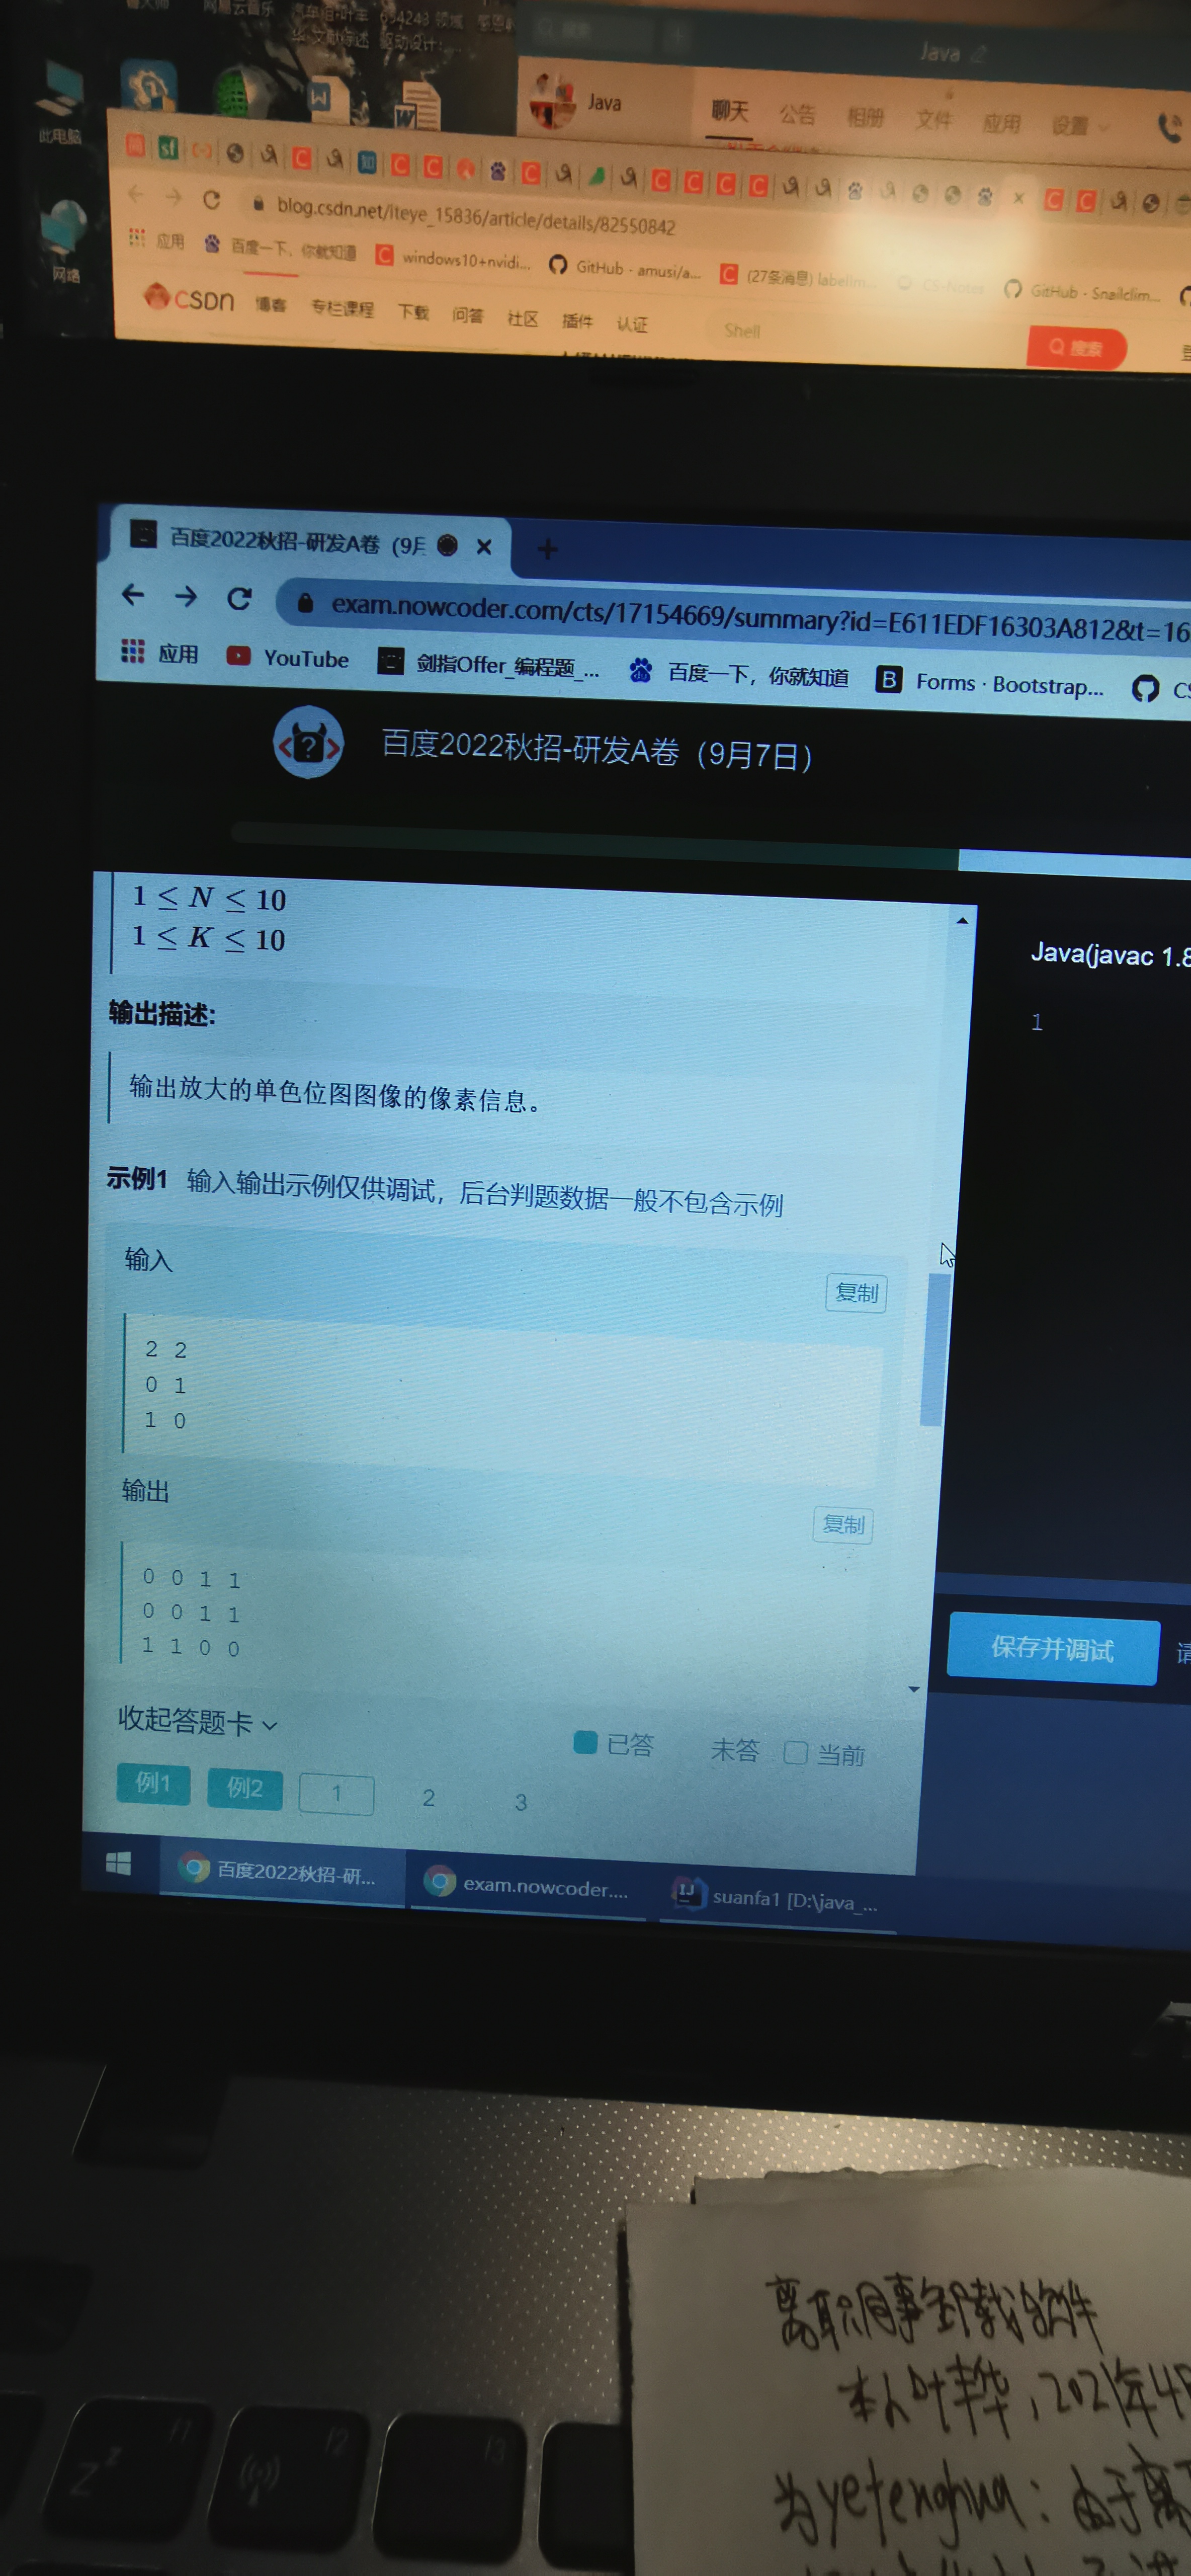 网易云音乐
此电脑
网络
Java
Java
聊天 公告 相册 文件 应用 设置
blog.csdn.net/iteye_15836/article/details/82550842
应用 百度一下,你就知道 windows10+nvidi... GitHub - amusi/a... (27条消息) labelim... CS-Notes GitHub - Snailclim...
CSDN 博客 专栏课程 下载 问答 社区 插件 认证 Shell 搜索
百度2022秋招-研发A卷 (9月
exam.nowcoder.com/cts/17154669/summary?id=E611EDF16303A812&t=16
应用 YouTube 剑指Offer_编程题_... 百度一下,你就知道 Forms · Bootstrap...
百度2022秋招-研发A卷(9月7日)
1 ≤ N ≤ 10
1 ≤ K ≤ 10
Java(javac 1.8
1
输出描述:
输出放大的单色位图图像的像素信息。
示例1 输入输出示例仅供调试,后台判题数据一般不包含示例
输入
复制
2 2
0 1
1 0
输出
复制
0 0 1 1
0 0 1 1
1 1 0 0
保存并调试
收起答题卡
已答 未答 当前
例1 例2 1 2 3
百度2022秋招-研... exam.nowcoder.... suanfa1 [D:\java_...
离职同事卸载软件
本人叶丰华,2021年4
为yefenghua:由于离
f1 f2 f3